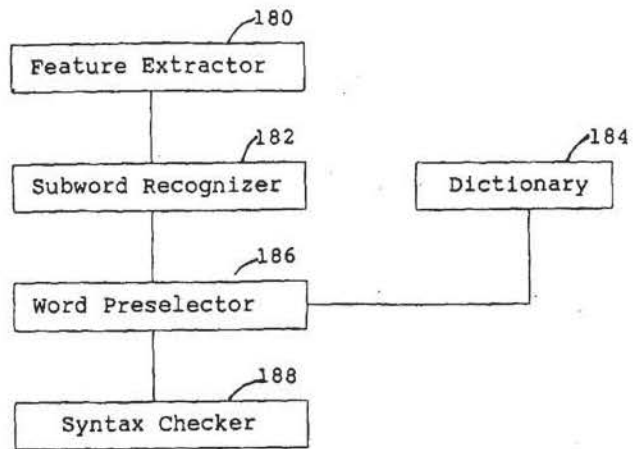 180
Feature Extractor
182
Subword Recognizer
184
Dictionary
186
Word Preselector
188
Syntax Checker